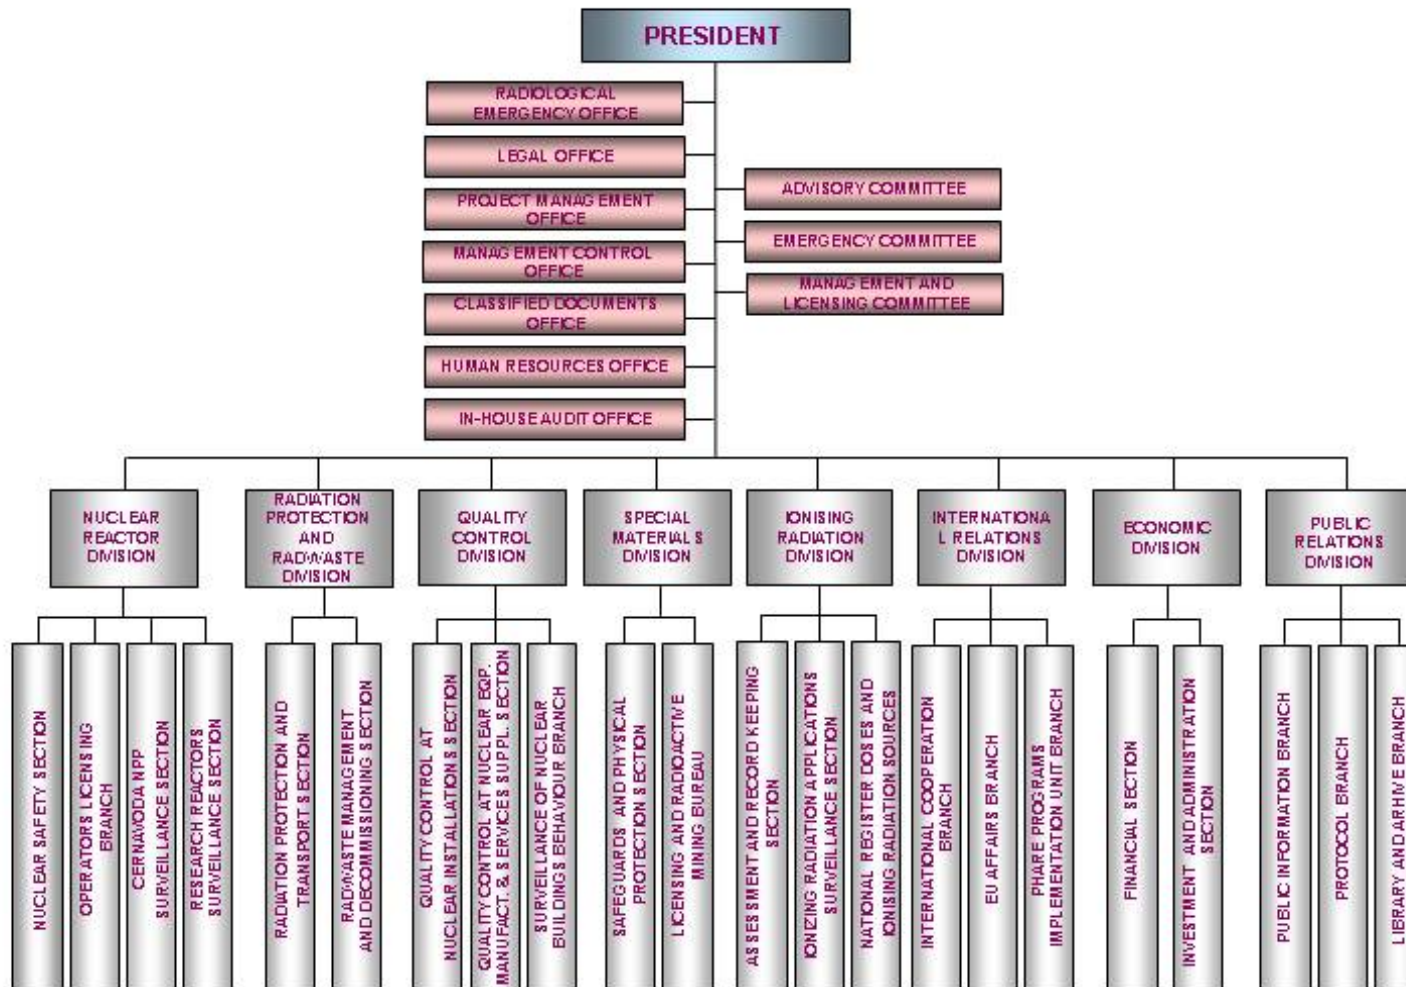 PRESIDENT
RADIOLOGICAL
EMERGENCY OFFICE
LEGAL OFFICE
PROJECT MANAGEMENT
OFFICE
MANAGEMENT CONTROL
OFFICE
CLASSIFIED DOCUMENTS
OFFICE
HUMAN RESOURCES OFFICE
IN-HOUSE AUDIT OFFICE
ADVISORY COMMITTEE
EMERGENCY COMMITTEE
MANAGEMENT AND
LICENSING COMMITTEE
NUCLEAR
REACTOR
DIVISION
RADIATION
PROTECTION
AND
RADWASTE
DIVISION
QUALITY
CONTROL
DIVISION
SPECIAL
MATERIALS
DIVISION
IONISING
RADIATION
DIVISION
INTERNATIONA
L RELATIONS
DIVISION
ECONOMIC
DIVISION
PUBLIC
RELATIONS
DIVISION
NUCLEAR SAFETY SECTION
OPERATORS LICENSING
BRANCH
CERNAVODA NPP
SURVEILLANCE SECTION
RESEARCH REACTORS
SURVEILLANCE SECTION
RADIATION PROTECTION AND
TRANSPORT SECTION
RADWASTE MANAGEMENT
AND DECOMMISSIONING SECTION
QUALITY CONTROL AT
NUCLEAR INSTALLATIONS SECTION
QUALITY CONTROL AT NUCLEAR EQP.
MANUFACT. & SERVICES SUPPL. SECTION
SURVEILLANCE OF NUCLEAR
BUILDINGS BEHAVIOUR BRANCH
SAFEGUARDS AND PHYSICAL
PROTECTION SECTION
LICENSING AND RADIOACTIVE
MINING BUREAU
ASSESSMENT AND RECORD KEEPING
SECTION
IONIZING RADIATION APPLICATIONS
SURVEILLANCE SECTION
NATIONAL REGISTER DOSES AND
IONISING RADIATION SOURCES
INTERNATIONAL COOPERATION
BRANCH
EU AFFAIRS BRANCH
PHARE PROGRAMS
IMPLEMENTATION UNIT BRANCH
FINANCIAL SECTION
INVESTMENT AND ADMINISTRATION
SECTION
PUBLIC INFORMATION BRANCH
PROTOCOL BRANCH
LIBRARY AND ARHIVE BRANCH